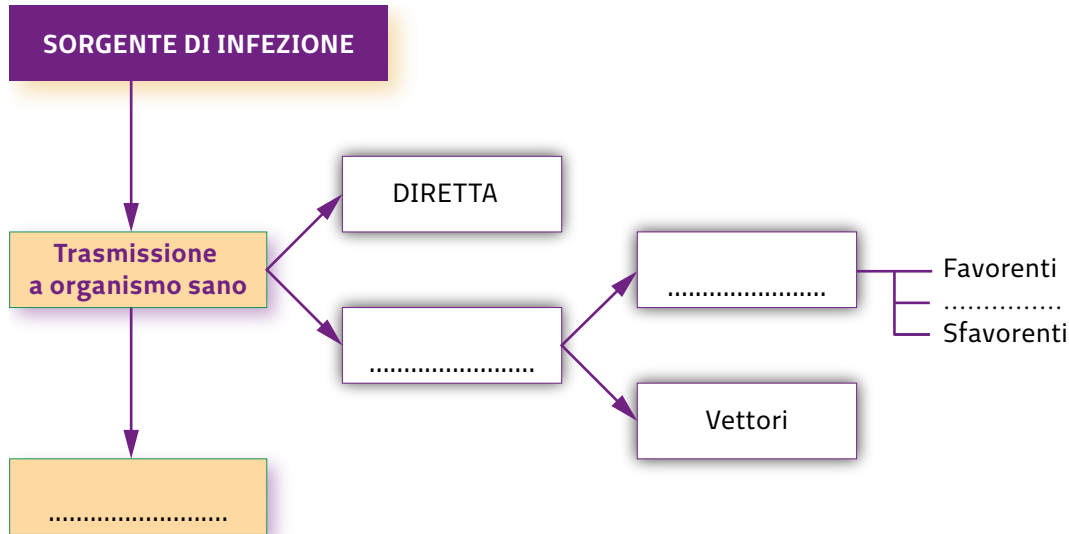 SORGENTE DI INFEZIONE
DIRETTA
Trasmissione
a organismo sano
.......................
Favorenti
...............
Sfavorenti
........................
Vettori
..........................